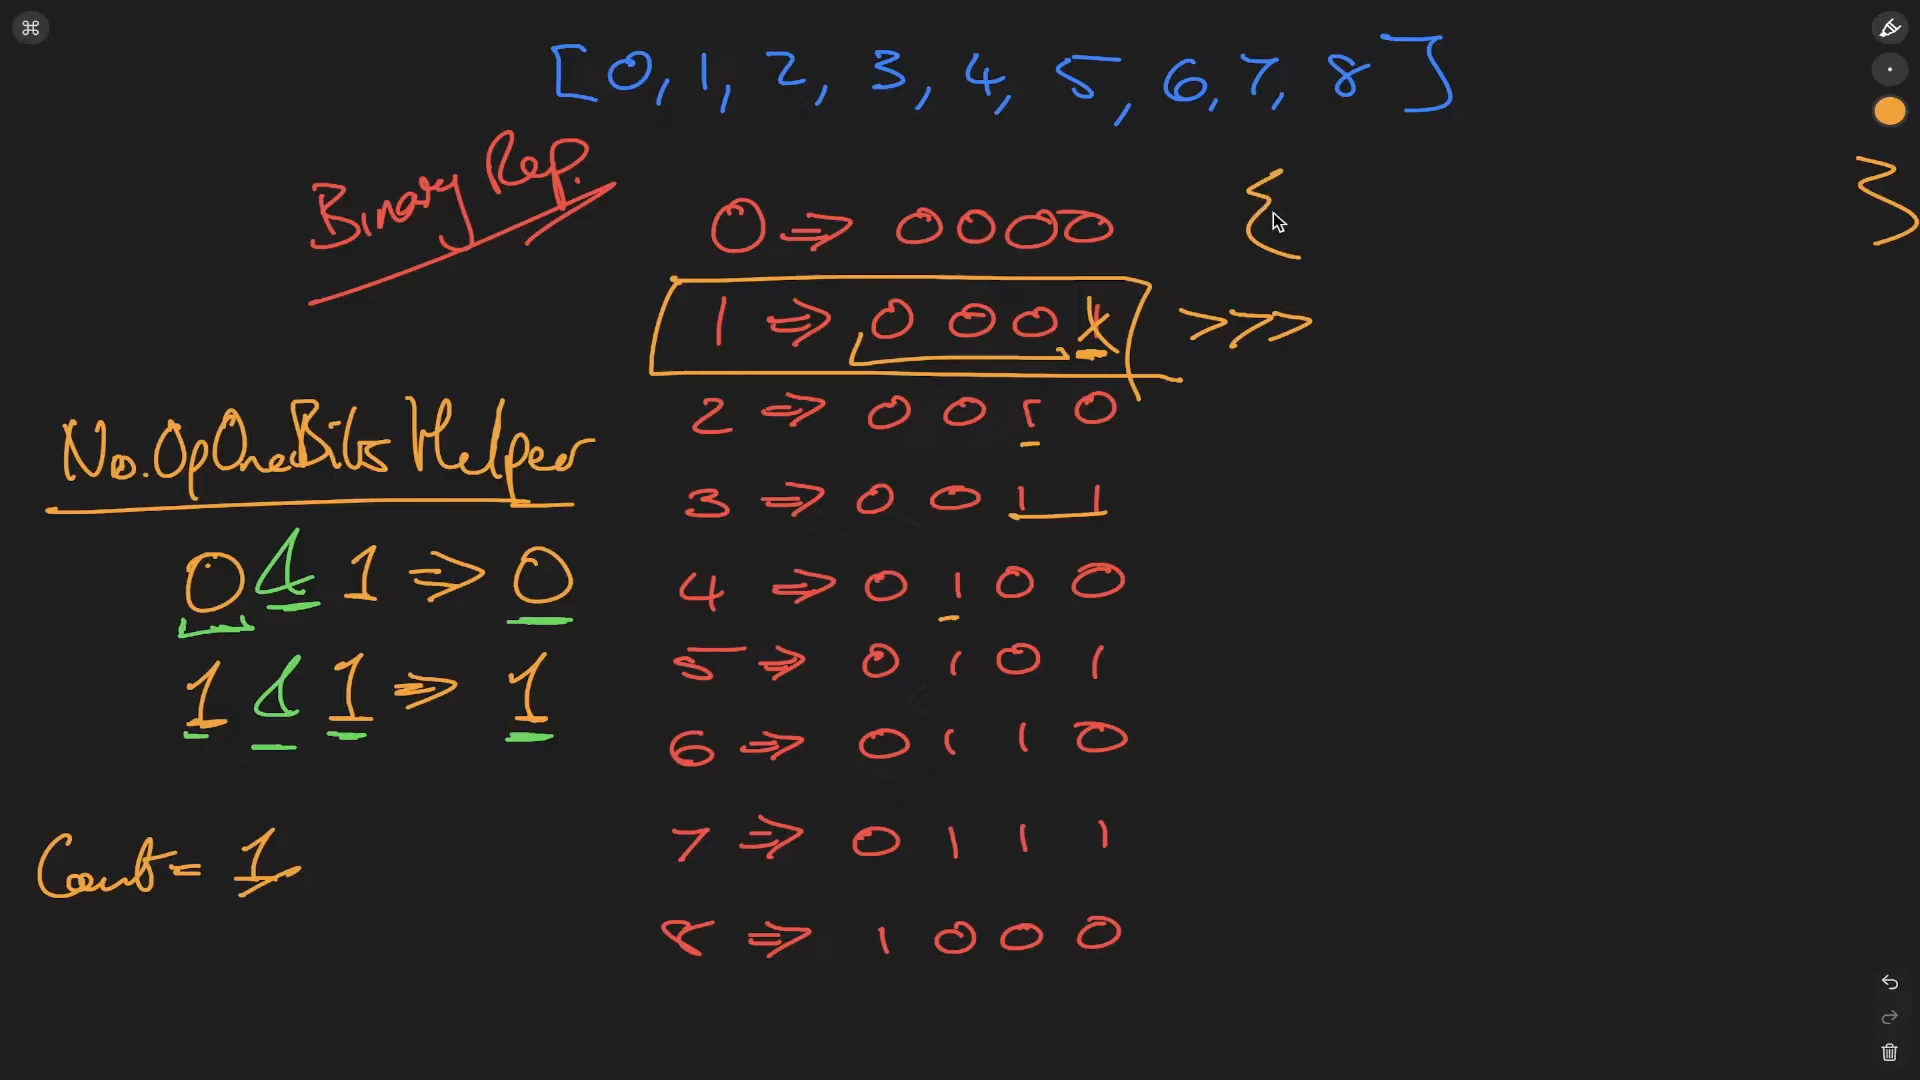 [0, 1, 2, 3, 4, 5, 6, 7, 8]
Binary Rep.
{ }
0 => 0000
1 => 0001 >>>
2 => 0010
3 => 0011
4 => 0100
5 => 0101
6 => 0110
7 => 0111
8 => 1000
No.OfOneBitsHelper
0 & 1 => 0
1 & 1 => 1
Count = 1